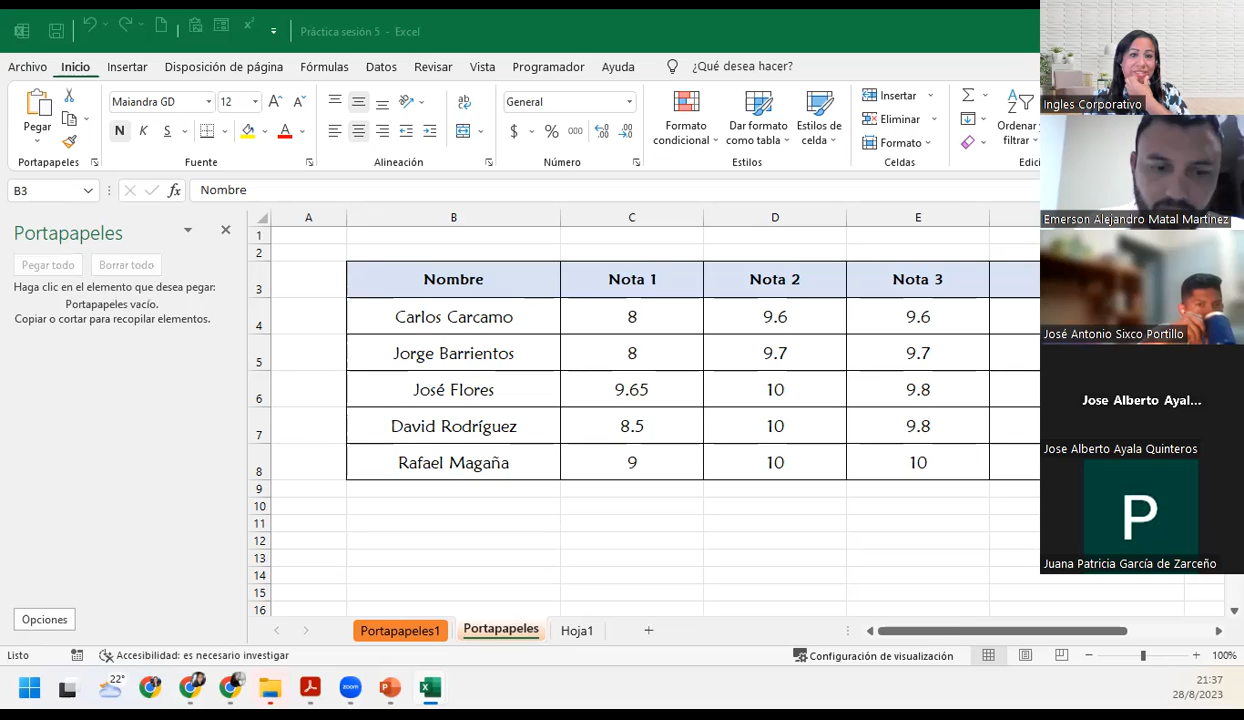 Práctica sesión 5 - Excel
Archivo Inicio Insertar Disposición de página Fórmulas Datos Revisar Vista Programador Ayuda ¿Qué desea hacer?
Pegar
Maiandra GD 12
N K S
General
$ % 000
Formato condicional
Dar formato como tabla
Estilos de celda
Insertar
Eliminar
Formato
Ordenar y filtrar
Portapapeles Fuente Alineación Número Estilos Celdas
B3 fx Nombre
Portapapeles
Pegar todo Borrar todo
Haga clic en el elemento que desea pegar:
Portapapeles vacío.
Copiar o cortar para recopilar elementos.
Opciones
A B C D E
1
2
3 Nombre Nota 1 Nota 2 Nota 3
4 Carlos Carcamo 8 9.6 9.6
5 Jorge Barrientos 8 9.7 9.7
6 José Flores 9.65 10 9.8
7 David Rodríguez 8.5 10 9.8
8 Rafael Magaña 9 10 10
9
10
11
12
13
14
15
16
Portapapeles1 Portapapeles Hoja1
Listo Accesibilidad: es necesario investigar Configuración de visualización 100%
22°
21:37
28/8/2023
Ingles Corporativo
Emerson Alejandro Matal Martinez
José Antonio Sixco Portillo
Jose Alberto Ayal...
Jose Alberto Ayala Quinteros
P
Juana Patricia García de Zarceño